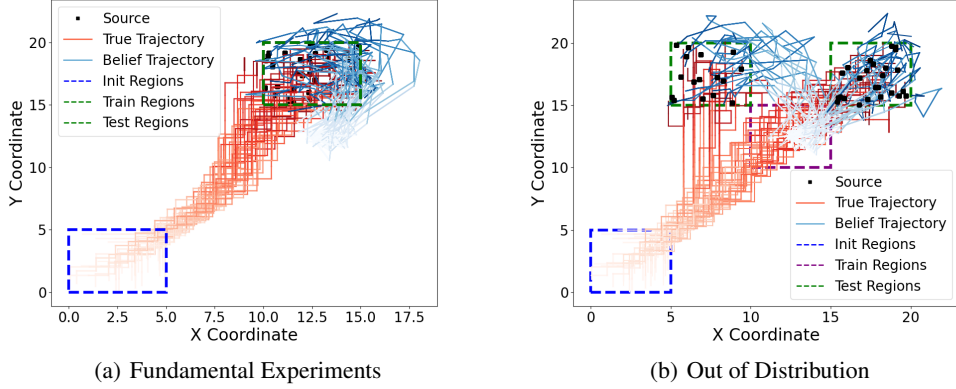 Source
True Trajectory
Belief Trajectory
Init Regions
Train Regions
Test Regions
Y Coordinate
20
15
10
5
0
0.0 2.5 5.0 7.5 10.0 12.5 15.0 17.5
X Coordinate
(a) Fundamental Experiments
Y Coordinate
20
15
10
5
0
Source
True Trajectory
Belief Trajectory
Init Regions
Train Regions
Test Regions
0 5 10 15 20
X Coordinate
(b) Out of Distribution